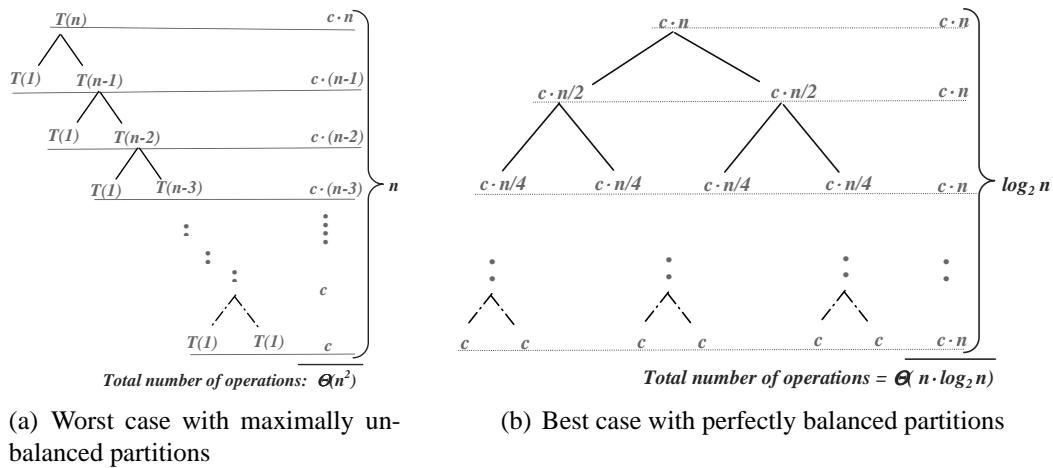 T(n) c·n
T(1) T(n-1) c·(n-1)
T(1) T(n-2) c·(n-2)
T(1) T(n-3) c·(n-3)
n
c
T(1) T(1) c
Total number of operations: Θ(n²)
(a) Worst case with maximally un-
balanced partitions
c·n c·n
c·n/2 c·n/2 c·n
c·n/4 c·n/4 c·n/4 c·n/4 c·n
log₂ n
c c c c c c c·n
Total number of operations = Θ( n·log₂ n)
(b) Best case with perfectly balanced partitions